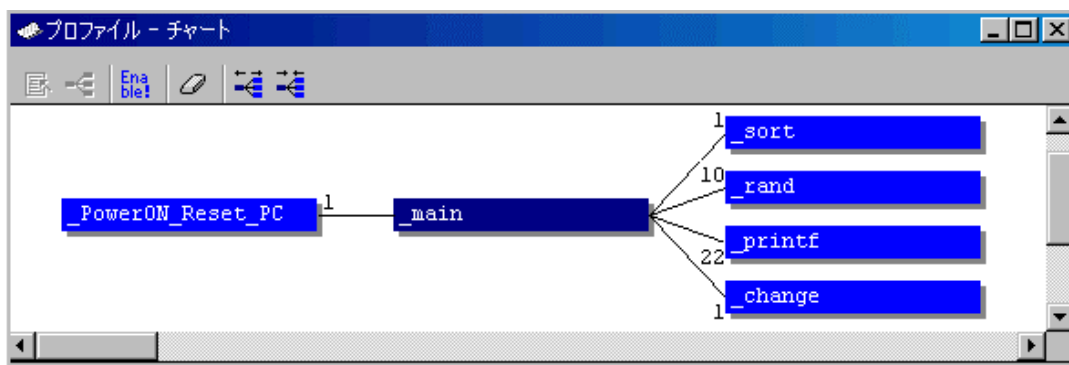 プロファイル - チャート
Ena
ble!
1
_sort
10
_rand
_PowerON_Reset_PC
1
_main
_printf
22
_change
1